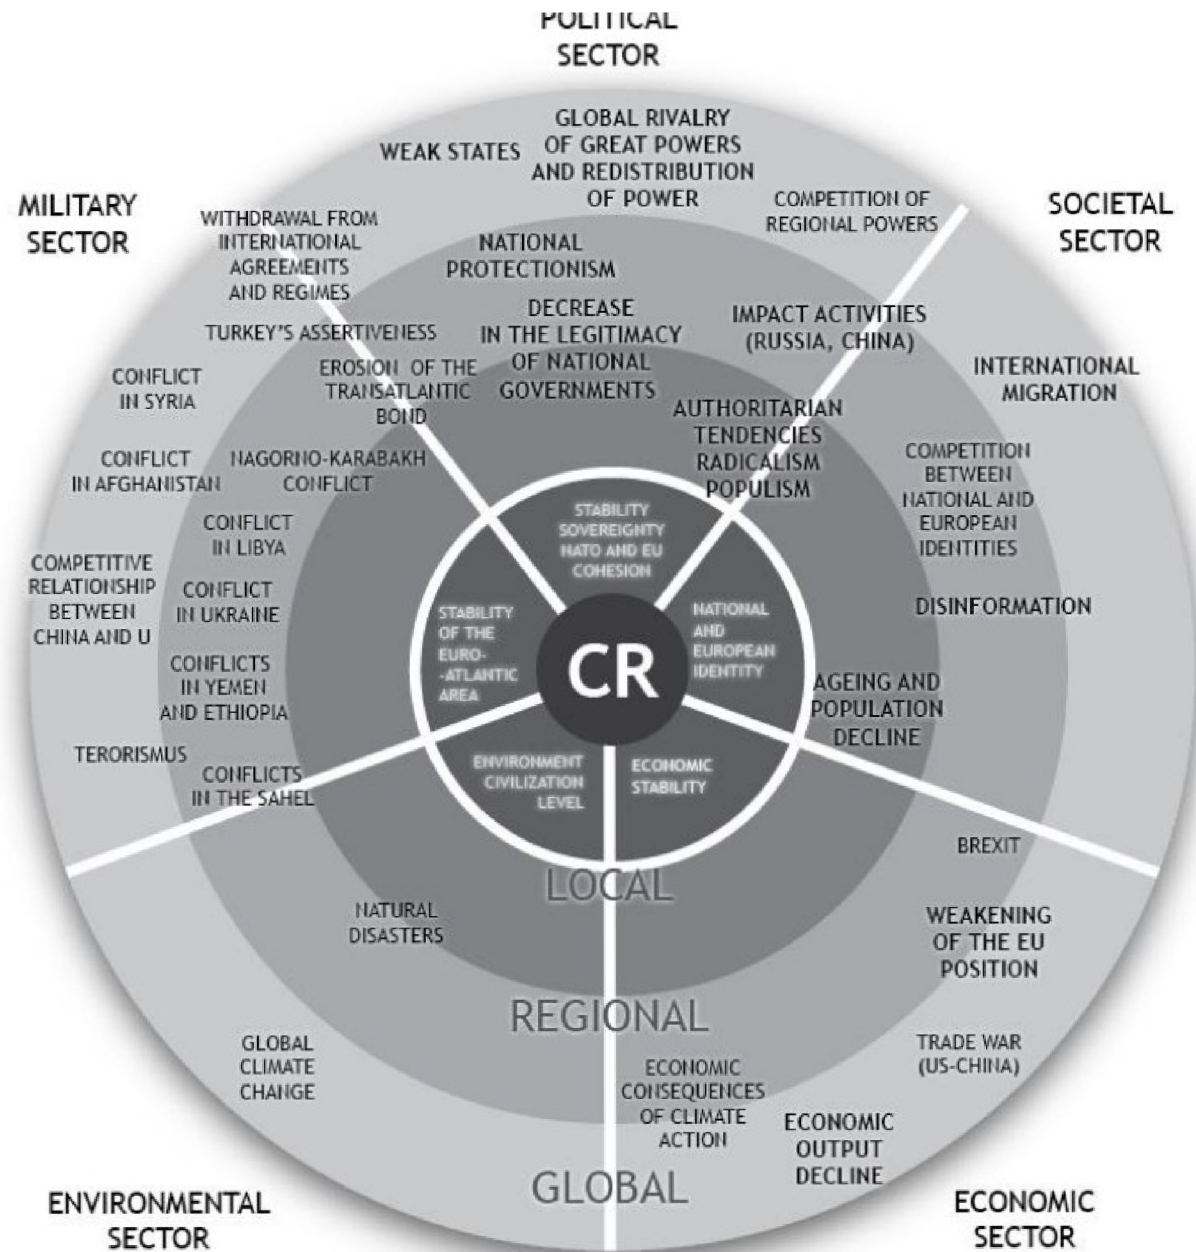 POLITICAL
SECTOR
MILITARY
SECTOR
SOCIETAL
SECTOR
WEAK STATES
GLOBAL RIVALRY
OF GREAT POWERS
AND REDISTRIBUTION
OF POWER
COMPETITION OF
REGIONAL POWERS
WITHDRAWAL FROM
INTERNATIONAL
AGREEMENTS
AND REGIMES
NATIONAL
PROTECTIONISM
TURKEY'S ASSERTIVENESS
DECREASE
IN THE LEGITIMACY
OF NATIONAL
GOVERNMENTS
IMPACT ACTIVITIES
(RUSSIA, CHINA)
EROSION OF THE
TRANSATLANTIC
BOND
AUTHORITARIAN
TENDENCIES
RADICALISM
POPULISM
INTERNATIONAL
MIGRATION
CONFLICT
IN SYRIA
CONFLICT
IN AFGHANISTAN
NAGORNO-KARABAKH
CONFLICT
CONFLICT
IN LIBYA
COMPETITIVE
RELATIONSHIP
BETWEEN
CHINA AND U
CONFLICT
IN UKRAINE
CONFLICTS
IN YEMEN
AND ETHIOPIA
TERORISMUS
CONFLICTS
IN THE SAHEL
COMPETITION
BETWEEN
NATIONAL AND
EUROPEAN
IDENTITIES
DISINFORMATION
AGEING AND
POPULATION
DECLINE
STABILITY
SOVEREIGNTY
NATO AND EU
COHESION
STABILITY
OF THE
EURO-
-ATLANTIC
AREA
CR
NATIONAL
AND
EUROPEAN
IDENTITY
ENVIRONMENT
CIVILIZATION
LEVEL
ECONOMIC
STABILITY
LOCAL
REGIONAL
GLOBAL
NATURAL
DISASTERS
GLOBAL
CLIMATE
CHANGE
BREXIT
WEAKENING
OF THE EU
POSITION
TRADE WAR
(US-CHINA)
ECONOMIC
CONSEQUENCES
OF CLIMATE
ACTION
ECONOMIC
OUTPUT
DECLINE
ENVIRONMENTAL
SECTOR
ECONOMIC
SECTOR